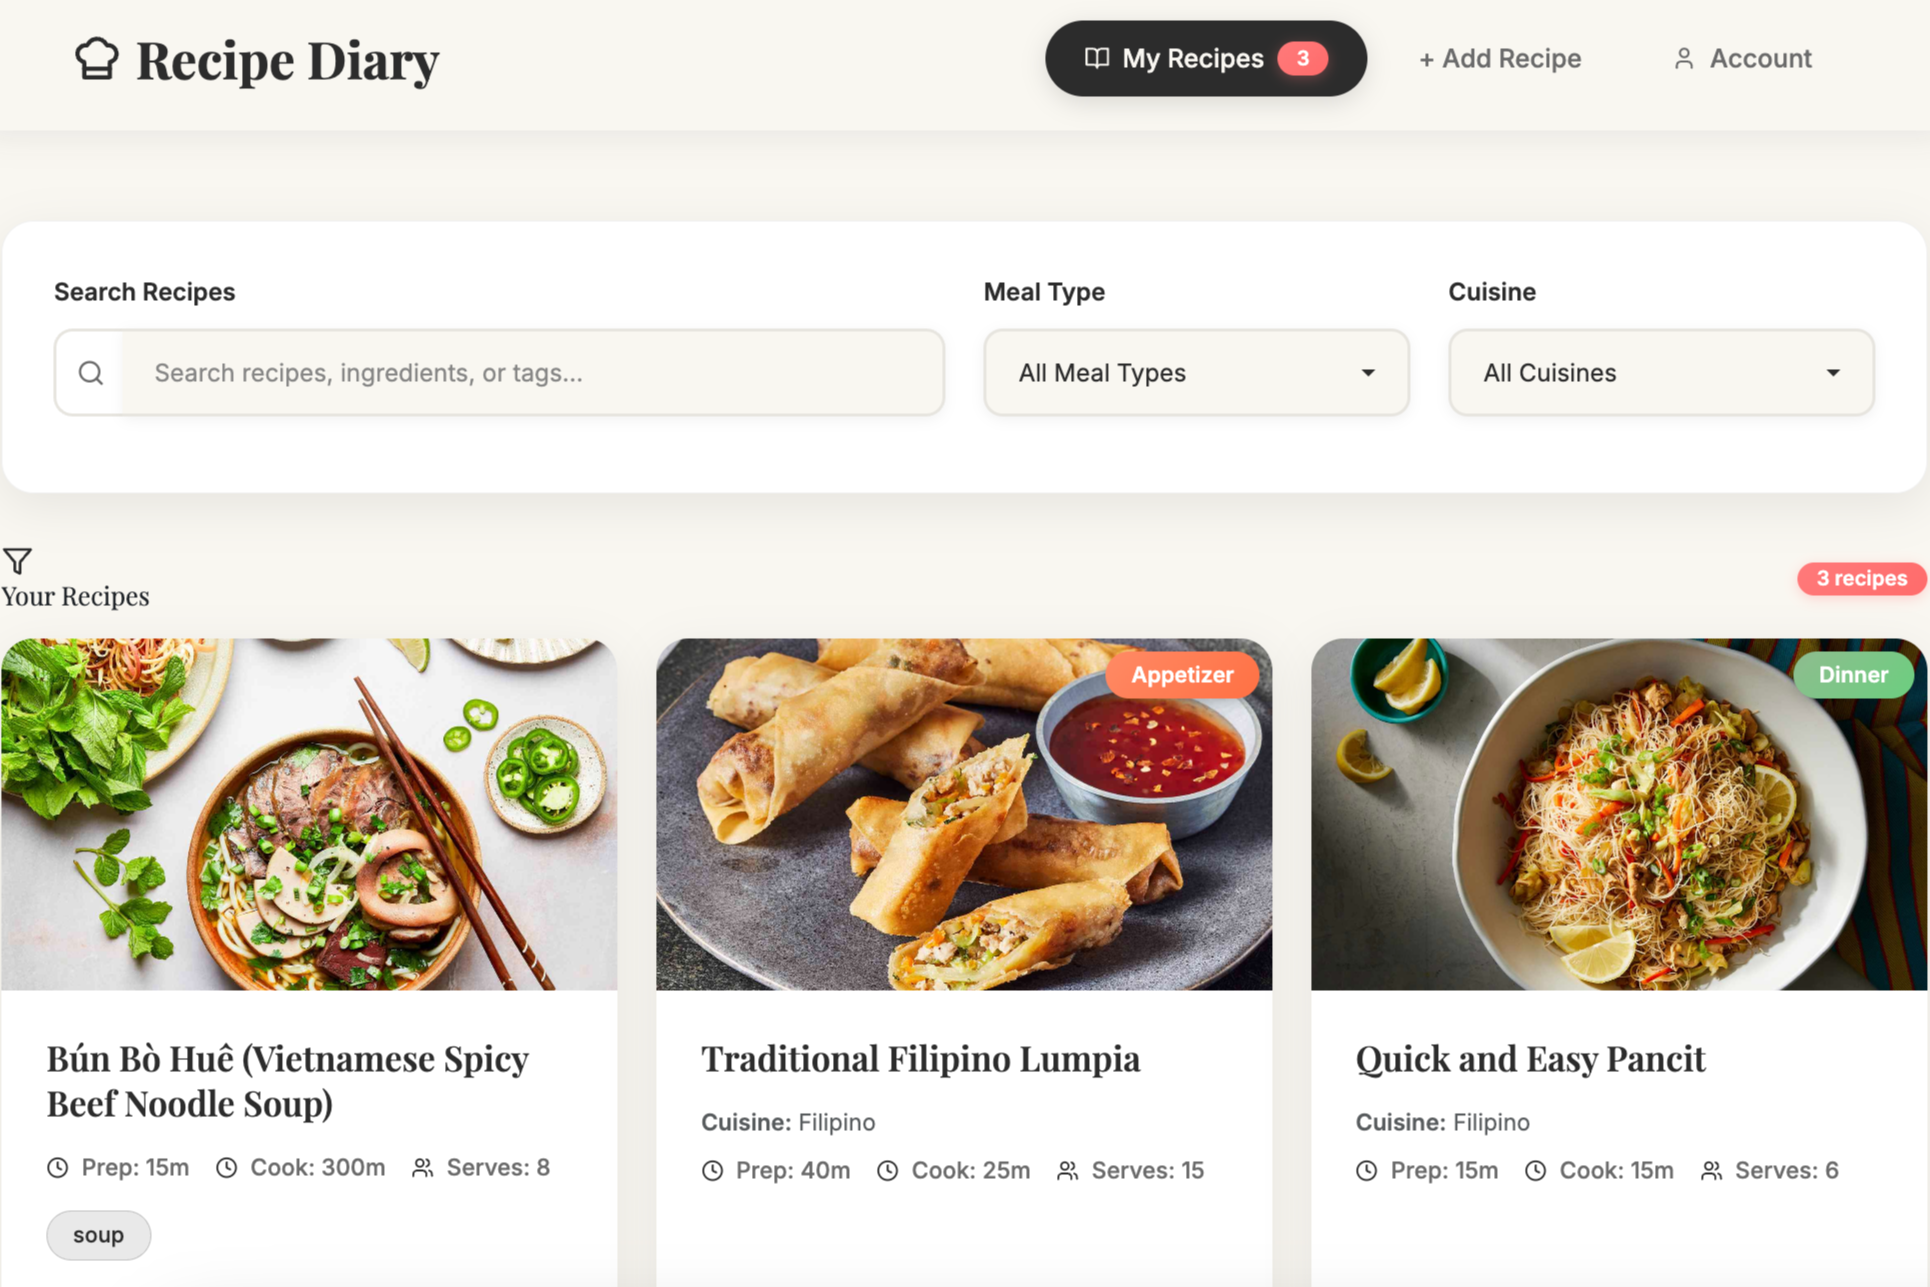 Recipe Diary
My Recipes 3
+ Add Recipe
Account
Search Recipes
Search recipes, ingredients, or tags...
Meal Type
All Meal Types
Cuisine
All Cuisines
Your Recipes
3 recipes
Bún Bò Huê (Vietnamese Spicy
Beef Noodle Soup)
Prep: 15m Cook: 300m Serves: 8
soup
Appetizer
Traditional Filipino Lumpia
Cuisine: Filipino
Prep: 40m Cook: 25m Serves: 15
Dinner
Quick and Easy Pancit
Cuisine: Filipino
Prep: 15m Cook: 15m Serves: 6